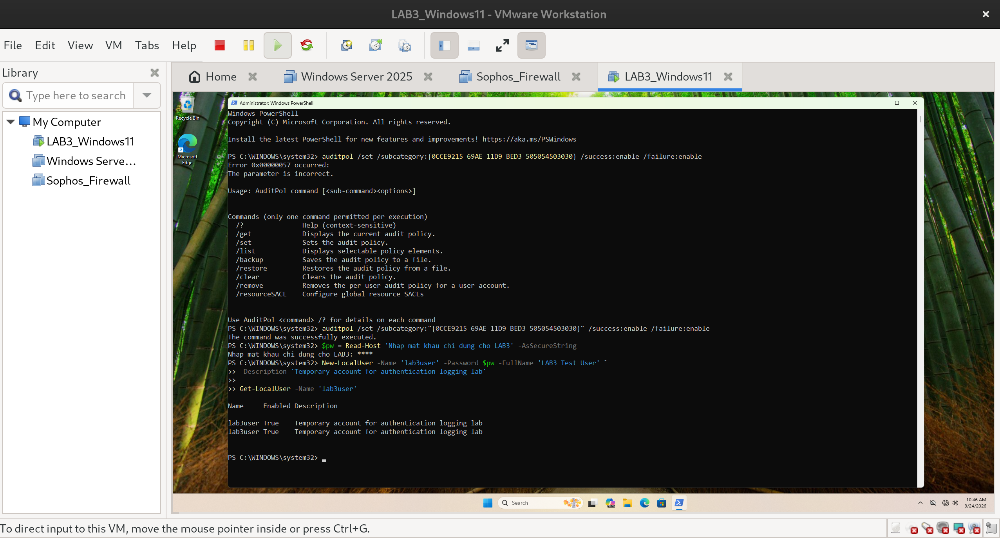 LAB3_Windows11 - VMware Workstation
File Edit View VM Tabs Help
Library
Type here to search
My Computer
LAB3_Windows11
Windows Serve...
Sophos_Firewall
Home
Windows Server 2025
Sophos_Firewall
LAB3_Windows11
Recycle Bin
Microsoft
Edge
Administrator: Windows PowerShell
Windows PowerShell
Copyright (C) Microsoft Corporation. All rights reserved.
Install the latest PowerShell for new features and improvements! https://aka.ms/PSWindows
PS C:\WINDOWS\system32> auditpol /set /subcategory:{0CCE9215-69AE-11D9-BED3-505054503030} /success:enable /failure:enable
Error 0x00000057 occurred:
The parameter is incorrect.
Usage: AuditPol command [<sub-command><options>]
Commands (only one command permitted per execution)
/? Help (context-sensitive)
/get Displays the current audit policy.
/set Sets the audit policy.
/list Displays selectable policy elements.
/backup Saves the audit policy to a file.
/restore Restores the audit policy from a file.
/clear Clears the audit policy.
/remove Removes the per-user audit policy for a user account.
/resourceSACL Configure global resource SACLs
Use AuditPol <command> /? for details on each command
PS C:\WINDOWS\system32> auditpol /set /subcategory:"{0CCE9215-69AE-11D9-BED3-505054503030}" /success:enable /failure:enable
The command was successfully executed.
PS C:\WINDOWS\system32> $pw = Read-Host 'Nhap mat khau chi dung cho LAB3' -AsSecureString
Nhap mat khau chi dung cho LAB3: ****
PS C:\WINDOWS\system32> New-LocalUser -Name 'lab3user' -Password $pw -FullName 'LAB3 Test User' `
>> -Description 'Temporary account for authentication logging lab'
>>
>> Get-LocalUser -Name 'lab3user'
Name Enabled Description
---- ------- -----------
lab3user True Temporary account for authentication logging lab
lab3user True Temporary account for authentication logging lab
PS C:\WINDOWS\system32>
Search
M365
10:46 AM
9/24/2026
To direct input to this VM, move the mouse pointer inside or press Ctrl+G.